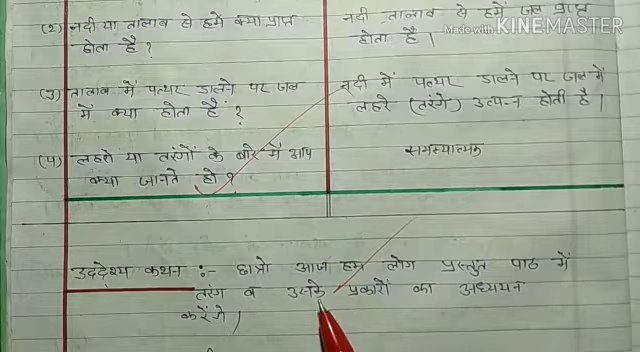 (२) नदी या तालाब से हमें क्या प्राप्त
होता है ?
नदी तालाब से हमें जल प्राप्त
होता है।
Made with KINEMASTER
(३) तालाब में पत्थर डालने पर जल
में क्या होता हैं ?
नदी में पत्थर डालने पर जल में
लहरे (तरंगे) उत्पन्न होती है।
(५) लहरो या तरंगों के बारे में आप
क्या जानते हो ?
समस्यात्मक
उद्देश्य कथन :- छात्रो आज हम लोग प्रस्तुत पाठ में
तरंग व उसके प्रकारों का अध्ययन
करेंगे।